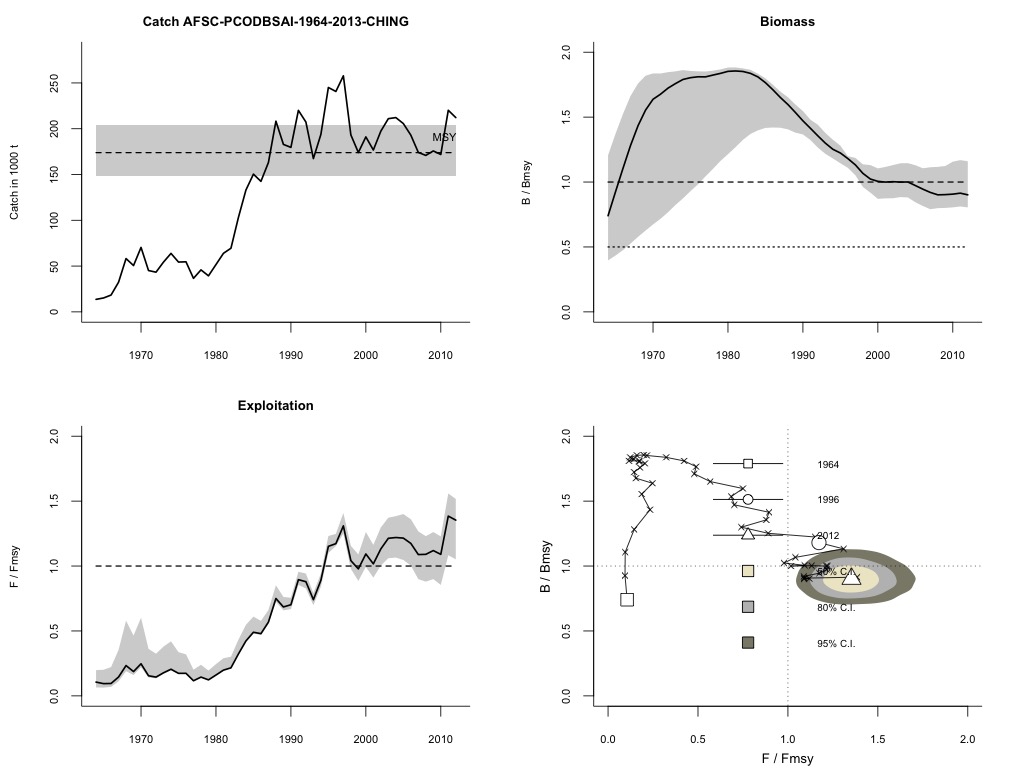 Catch AFSC-PCODBSAI-1964-2013-CHING
Catch in 1000 t
250
200
150
100
50
0
MSY
1970 1980 1990 2000 2010
Biomass
B / Bmsy
2.0
1.5
1.0
0.5
0.0
1970 1980 1990 2000 2010
Exploitation
F / Fmsy
2.0
1.5
1.0
0.5
0.0
1970 1980 1990 2000 2010
B / Bmsy
2.0
1.5
1.0
0.5
0.0
1964
1996
2012
50% C.I.
80% C.I.
95% C.I.
0.0 0.5 1.0 1.5 2.0
F / Fmsy